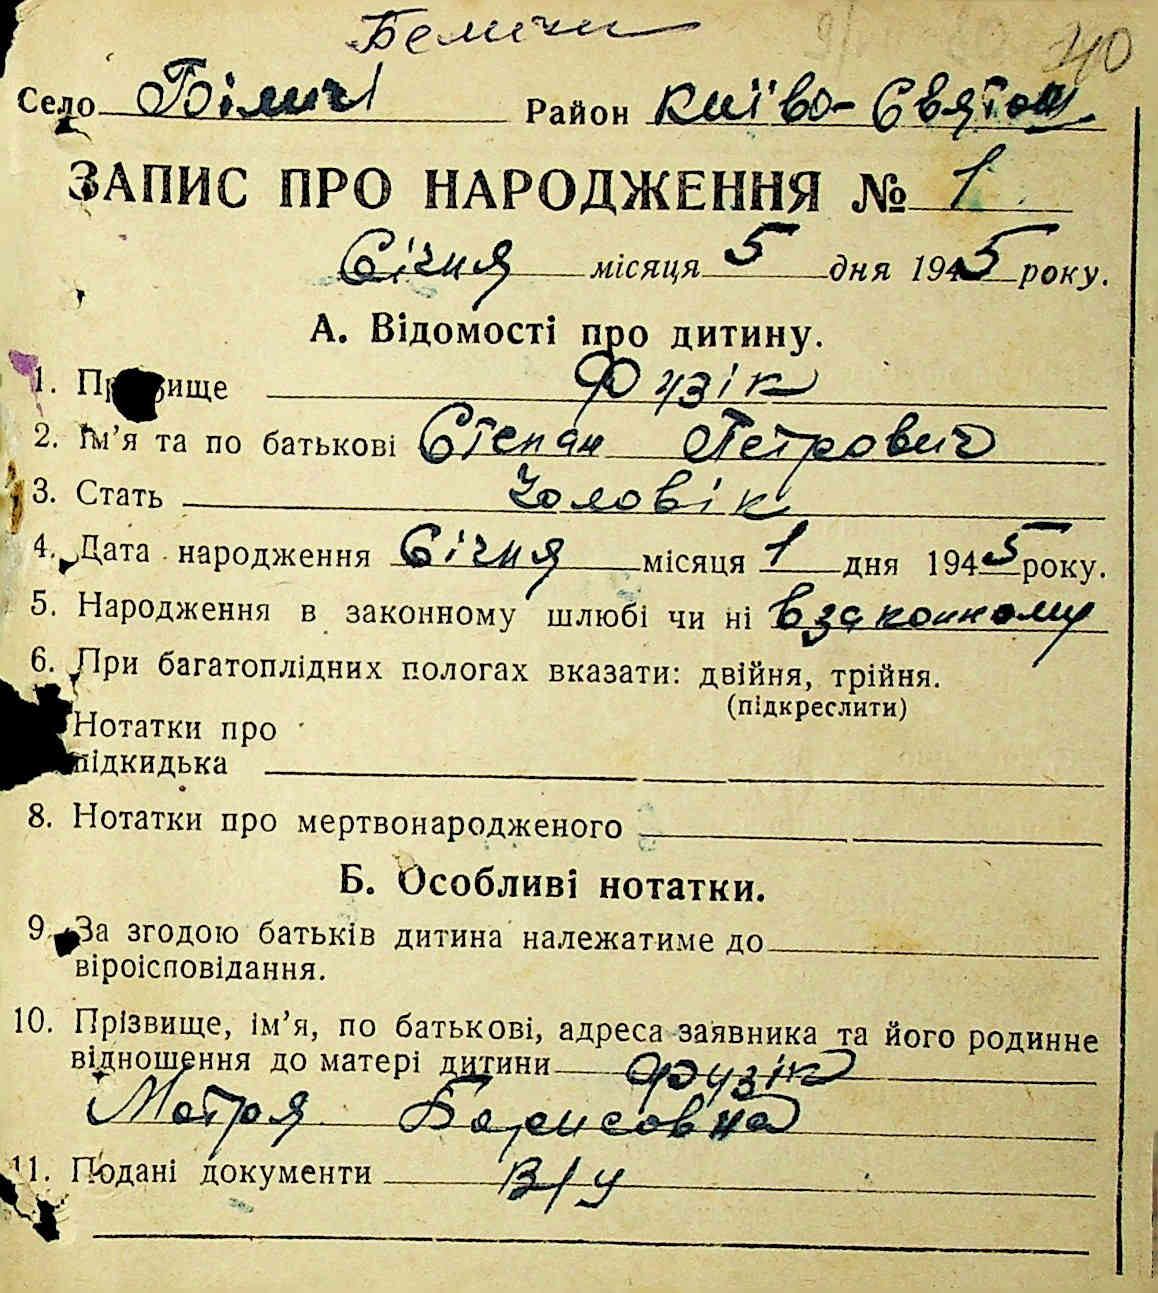 Беличи
40
Село Біличі Район Київо-Святош
ЗАПИС ПРО НАРОДЖЕННЯ № 1
Січня місяця 5 дня 1945 року.
А. Відомості про дитину.
1. Прізвище Фузік
2. Ім’я та по батькові Степан Петрович
3. Стать Чоловік
4. Дата народження Січня місяця 1 дня 1945 року.
5. Народження в законному шлюбі чи ні в законному
6. При багатоплідних пологах вказати: двійня, трійня.
(підкреслити)
Нотатки про
підкидька
8. Нотатки про мертвонародженого
Б. Особливі нотатки.
9. За згодою батьків дитина належатиме до
віроісповідання.
10. Прізвище, ім’я, по батькові, адреса заявника та його родинне
відношення до матері дитини Фузік
Мотря Борисовна
11. Подані документи В/у